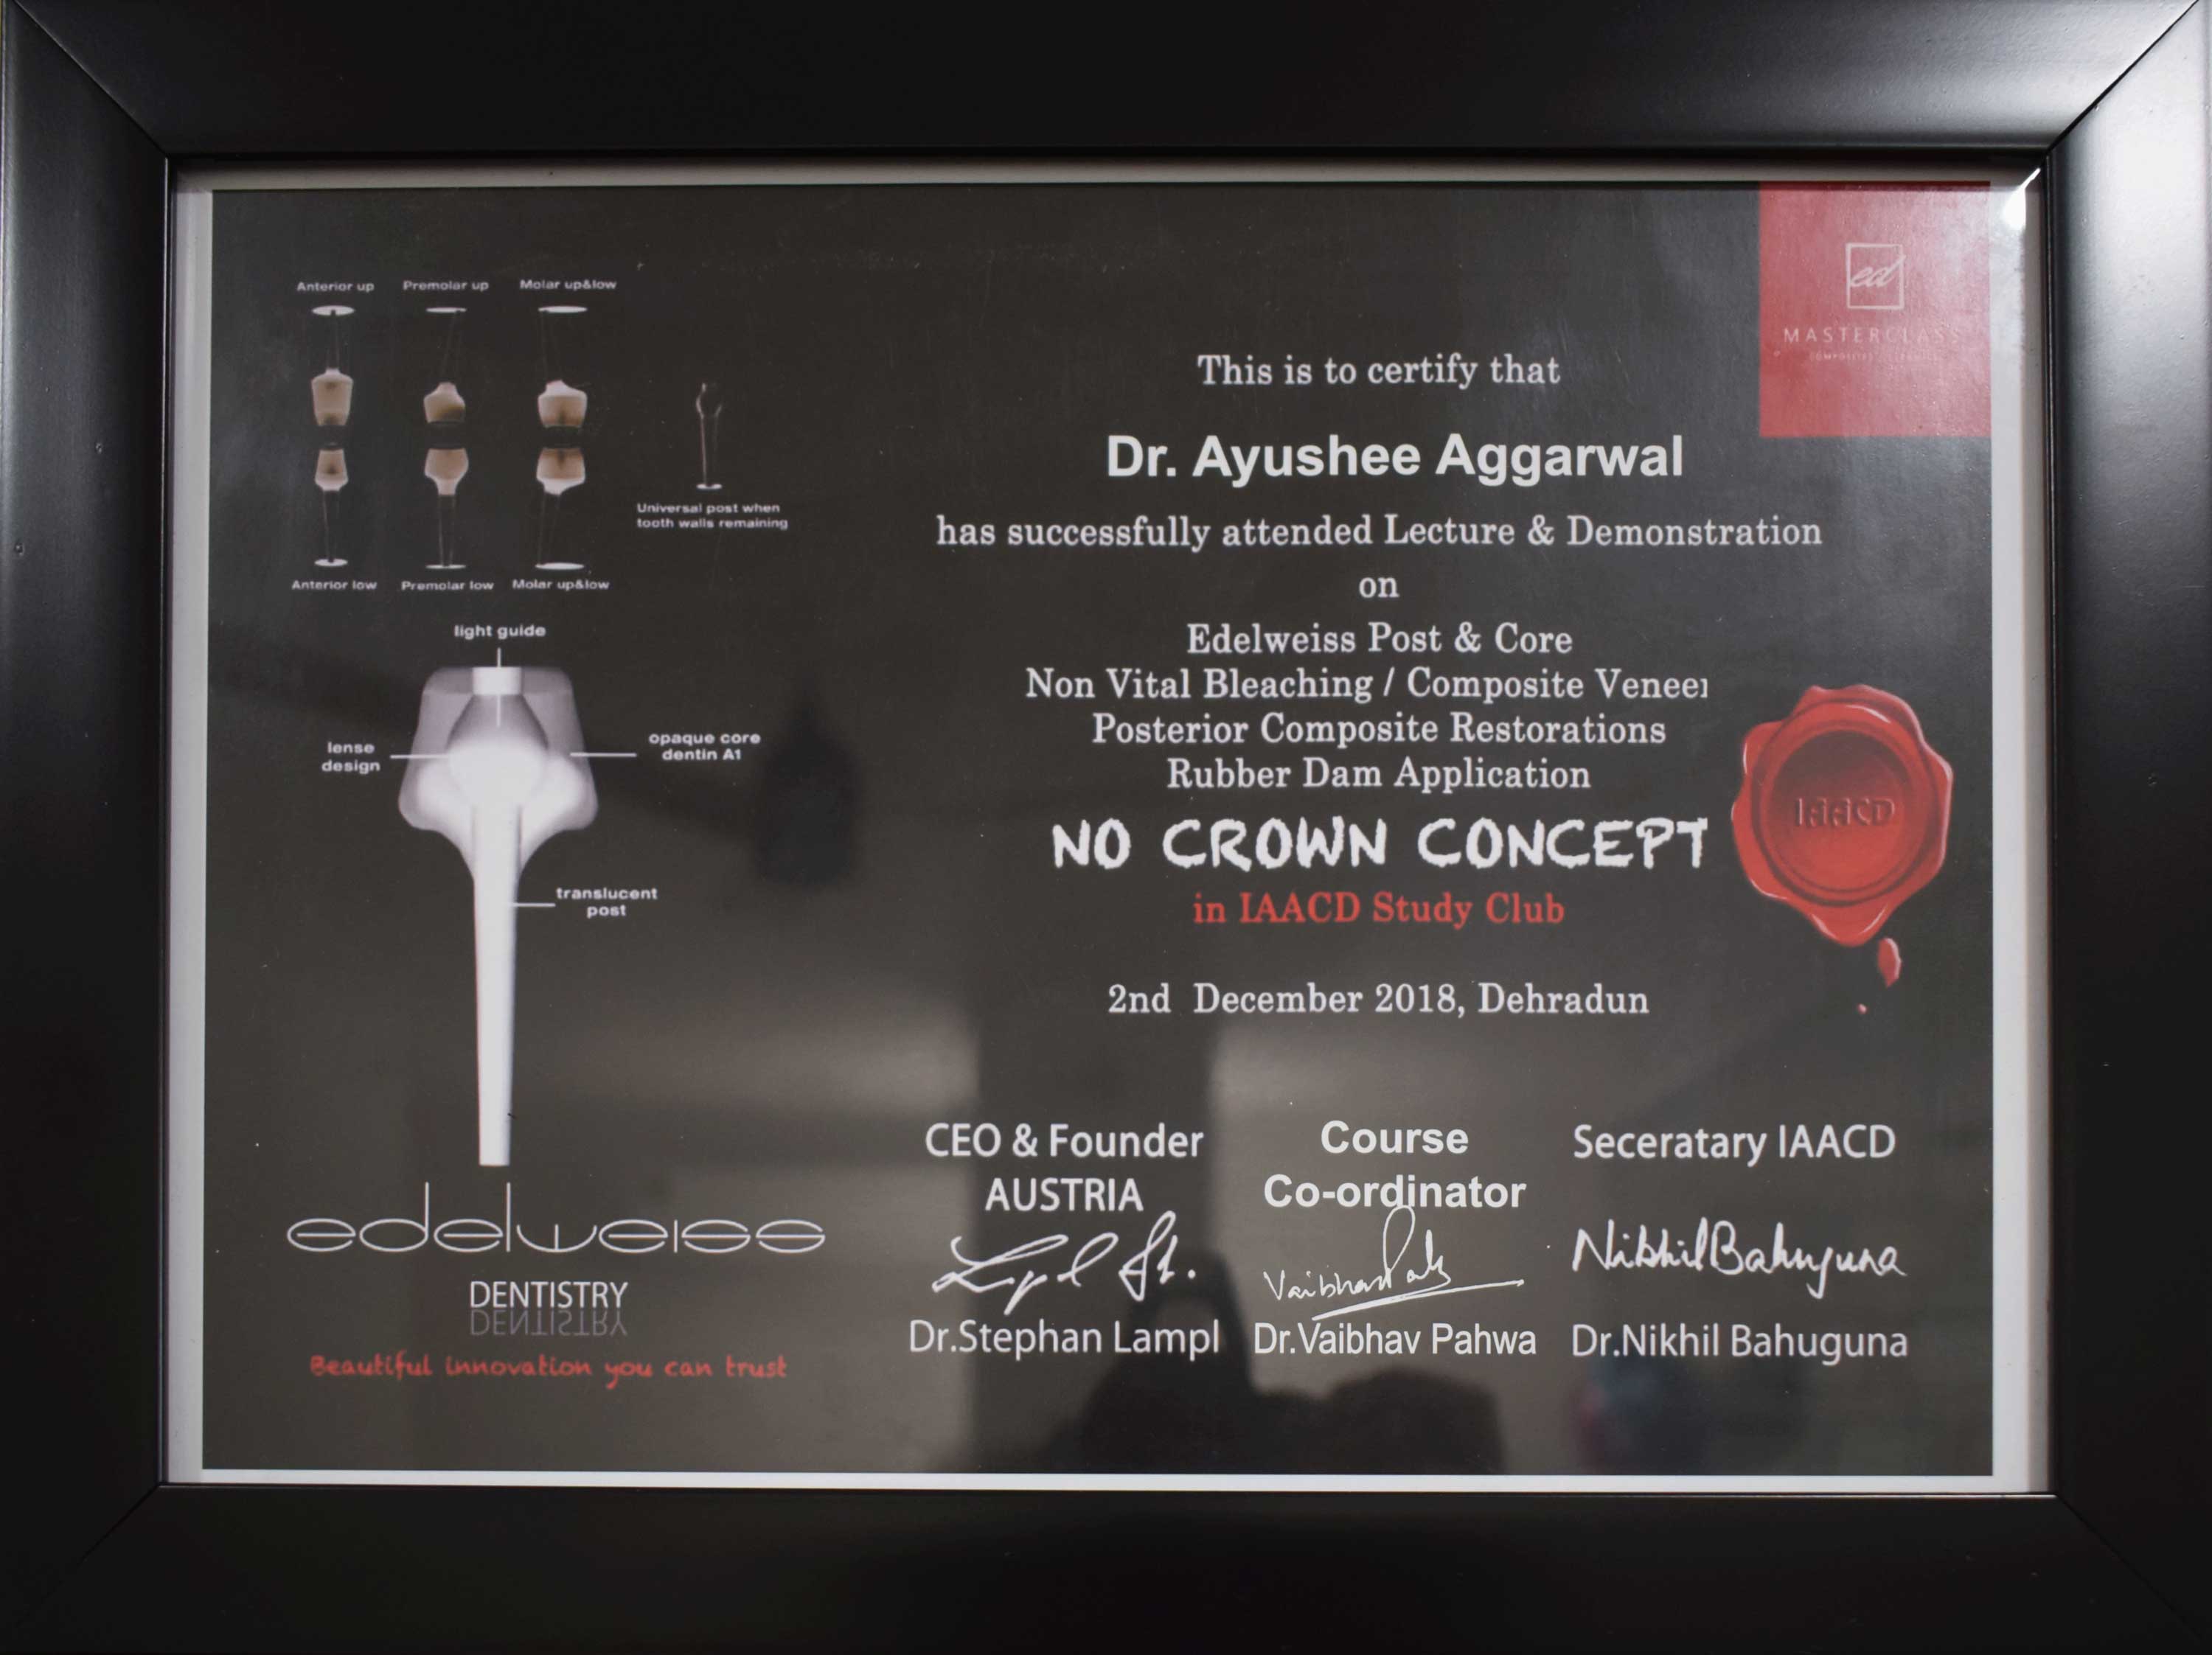 Anterior up Premolar up Molar up&low
Universal post when
tooth walls remaining
Anterior low Premolar low Molar up&low
light guide
lense
design
opaque core
dentin A1
translucent
post
edelweiss
DENTISTRY
Beautiful innovation you can trust
ed
MASTERCLASS
This is to certify that
Dr. Ayushee Aggarwal
has successfully attended Lecture & Demonstration
on
Edelweiss Post & Core
Non Vital Bleaching / Composite Veneer
Posterior Composite Restorations
Rubber Dam Application
NO CROWN CONCEPT
in IAACD Study Club
IAACD
2nd December 2018, Dehradun
CEO & Founder
AUSTRIA
Dr.Stephan Lampl
Course
Co-ordinator
Vaibhav Pahwa
Dr.Vaibhav Pahwa
Seceratary IAACD
Nikhil Bahuguna
Dr.Nikhil Bahuguna